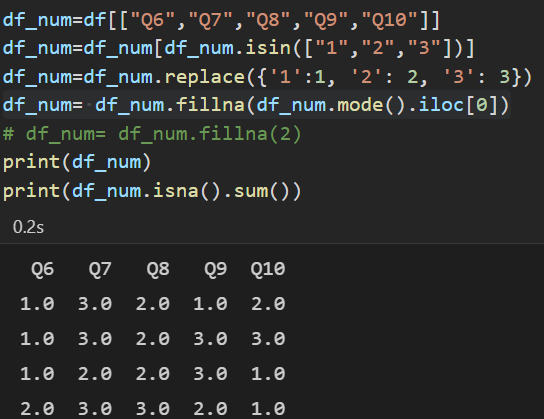 df_num=df[["Q6","Q7","Q8","Q9","Q10"]]
df_num=df_num[df_num.isin(["1","2","3"])]
df_num=df_num.replace({'1':1, '2': 2, '3': 3})
df_num= df_num.fillna(df_num.mode().iloc[0])
# df_num= df_num.fillna(2)
print(df_num)
print(df_num.isna().sum())
0.2s
Q6 Q7 Q8 Q9 Q10
1.0 3.0 2.0 1.0 2.0
1.0 3.0 2.0 3.0 3.0
1.0 2.0 2.0 3.0 1.0
2.0 3.0 3.0 2.0 1.0